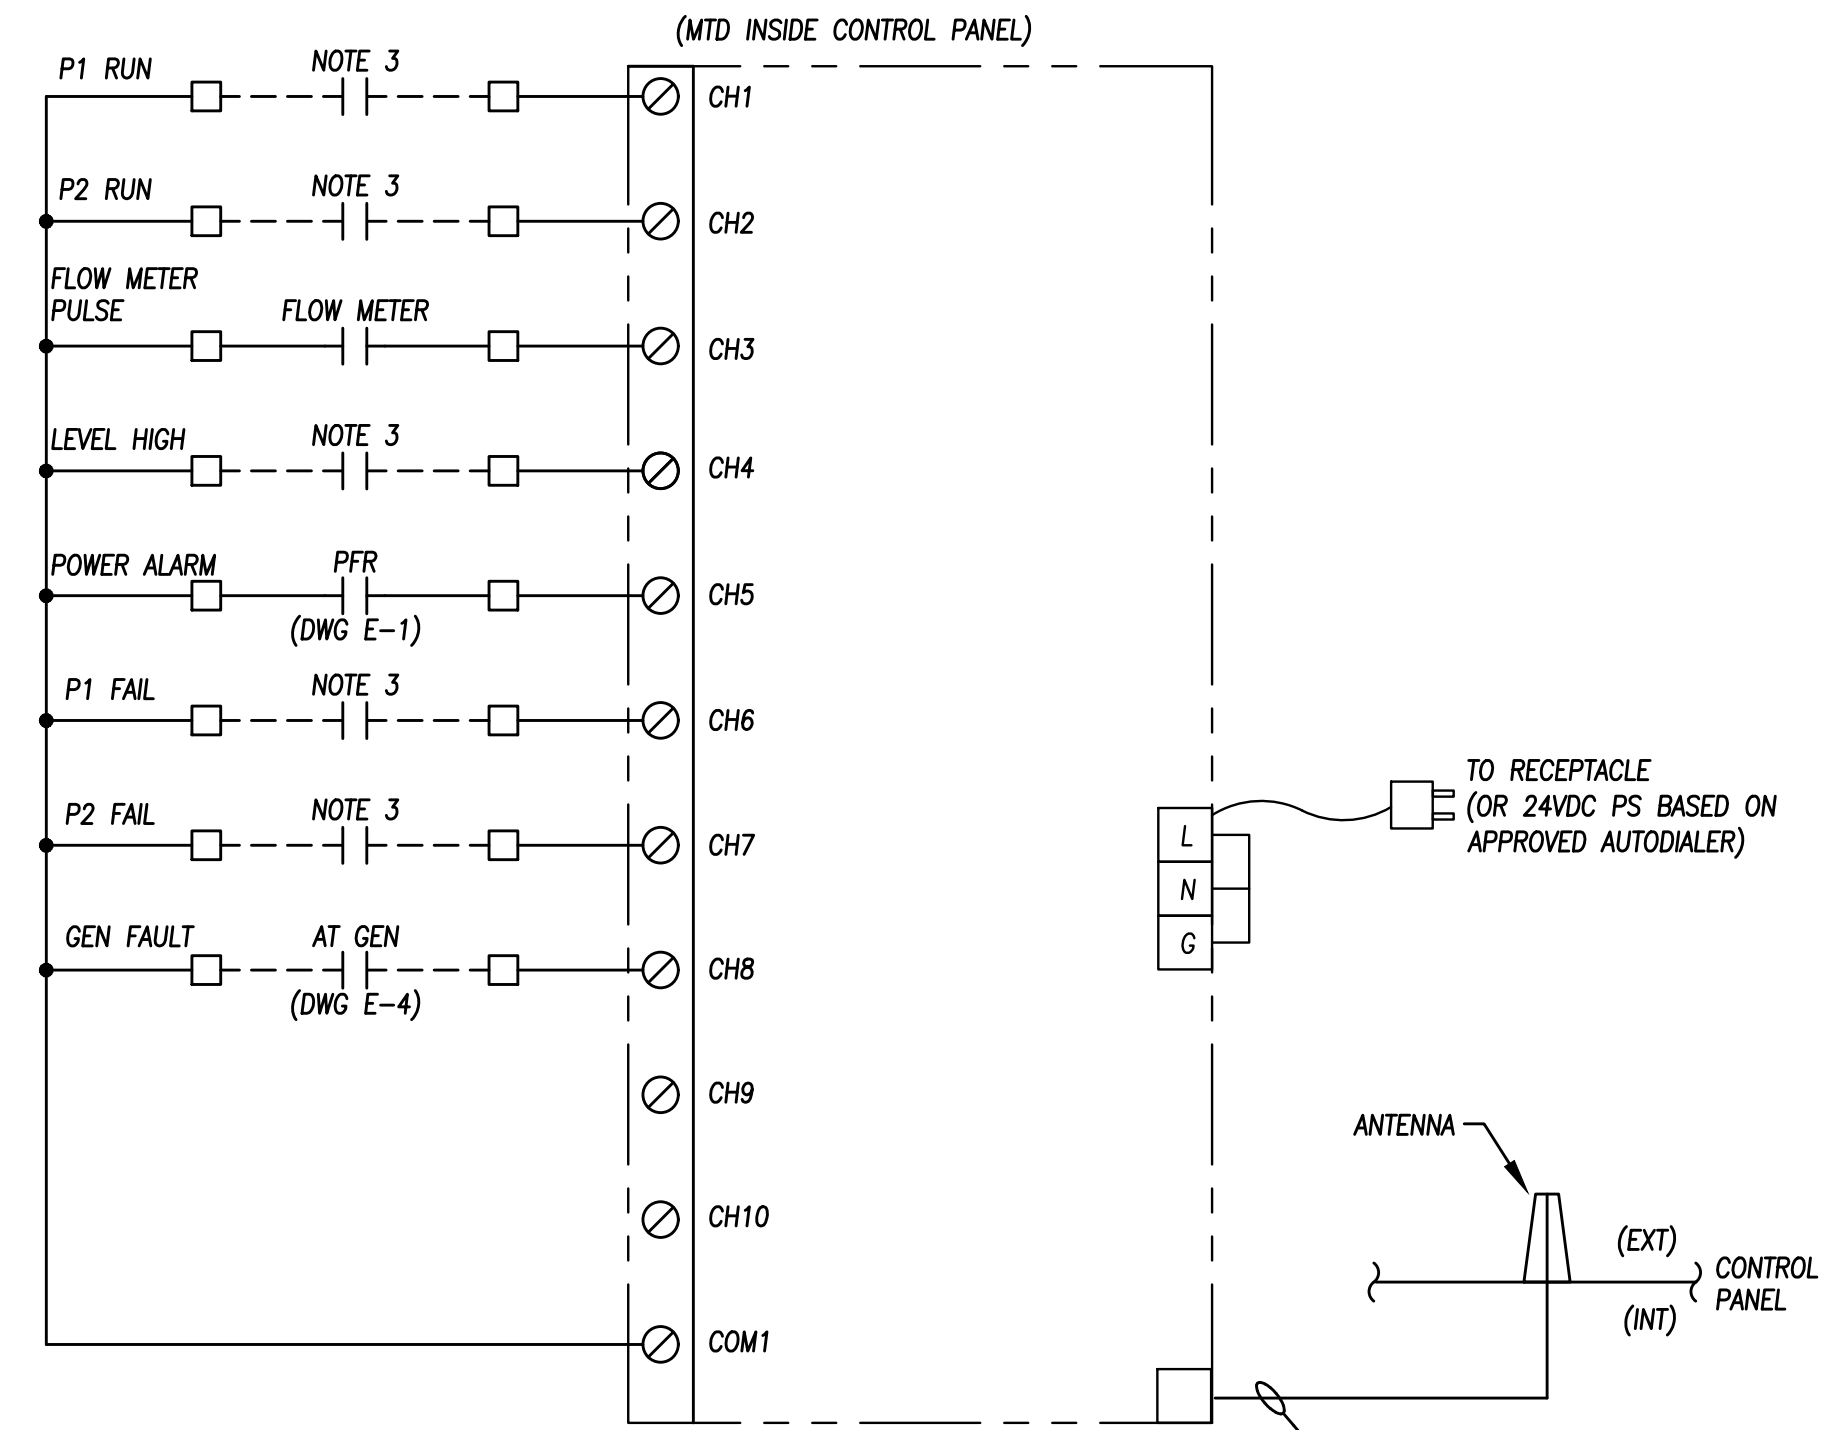 (MTD INSIDE CONTROL PANEL)
P1 RUN
NOTE 3
CH1
P2 RUN
NOTE 3
CH2
FLOW METER
PULSE
FLOW METER
CH3
LEVEL HIGH
NOTE 3
CH4
POWER ALARM
PFR
(DWG E-1)
CH5
P1 FAIL
NOTE 3
CH6
P2 FAIL
NOTE 3
CH7
GEN FAULT
AT GEN
(DWG E-4)
CH8
CH9
CH10
COM1
L
N
G
TO RECEPTACLE
(OR 24VDC PS BASED ON
APPROVED AUTODIALER)
ANTENNA
(EXT)
(INT)
CONTROL
PANEL